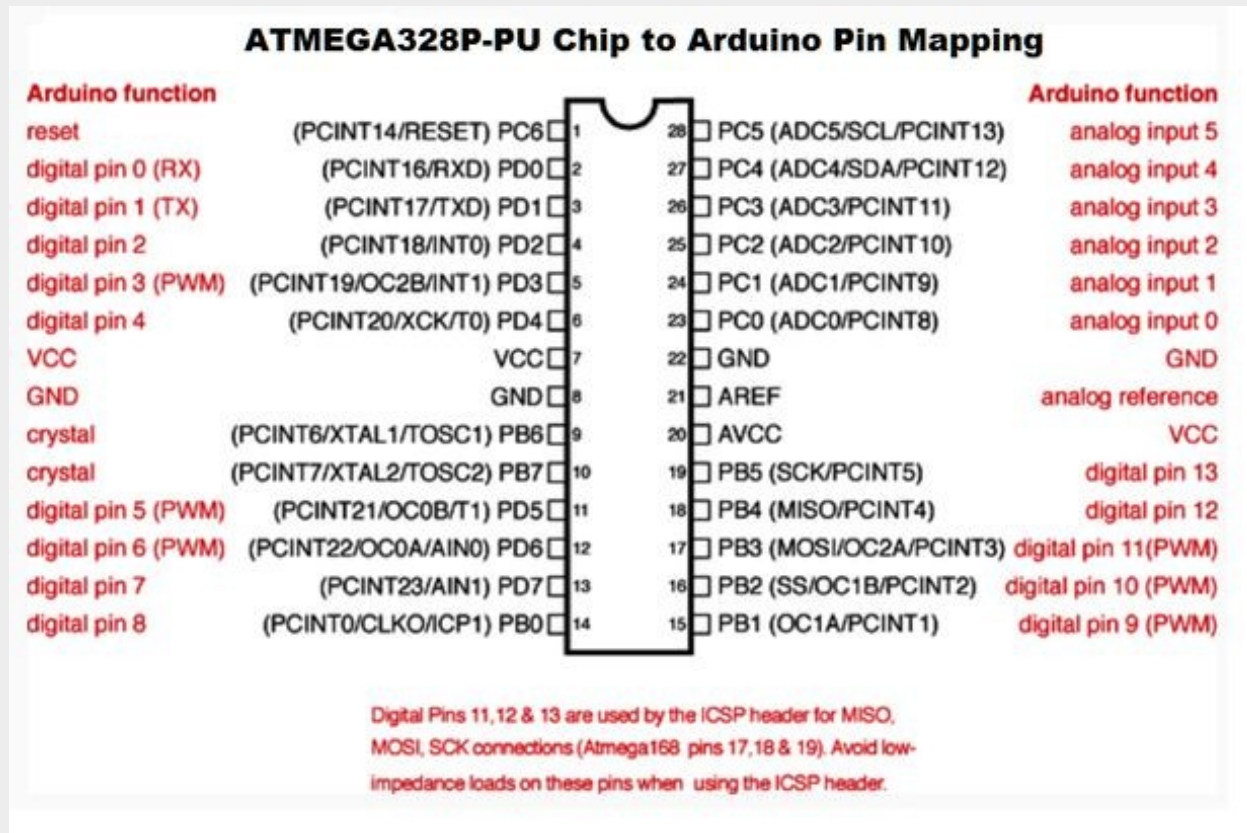 ATMEGA328P-PU Chip to Arduino Pin Mapping
Arduino function Arduino function
reset (PCINT14/RESET) PC6 1 28 PC5 (ADC5/SCL/PCINT13) analog input 5
digital pin 0 (RX) (PCINT16/RXD) PD0 2 27 PC4 (ADC4/SDA/PCINT12) analog input 4
digital pin 1 (TX) (PCINT17/TXD) PD1 3 26 PC3 (ADC3/PCINT11) analog input 3
digital pin 2 (PCINT18/INT0) PD2 4 25 PC2 (ADC2/PCINT10) analog input 2
digital pin 3 (PWM) (PCINT19/OC2B/INT1) PD3 5 24 PC1 (ADC1/PCINT9) analog input 1
digital pin 4 (PCINT20/XCK/T0) PD4 6 23 PC0 (ADC0/PCINT8) analog input 0
VCC VCC 7 22 GND GND
GND GND 8 21 AREF analog reference
crystal (PCINT6/XTAL1/TOSC1) PB6 9 20 AVCC VCC
crystal (PCINT7/XTAL2/TOSC2) PB7 10 19 PB5 (SCK/PCINT5) digital pin 13
digital pin 5 (PWM) (PCINT21/OC0B/T1) PD5 11 18 PB4 (MISO/PCINT4) digital pin 12
digital pin 6 (PWM) (PCINT22/OC0A/AIN0) PD6 12 17 PB3 (MOSI/OC2A/PCINT3) digital pin 11(PWM)
digital pin 7 (PCINT23/AIN1) PD7 13 16 PB2 (SS/OC1B/PCINT2) digital pin 10 (PWM)
digital pin 8 (PCINT0/CLKO/ICP1) PB0 14 15 PB1 (OC1A/PCINT1) digital pin 9 (PWM)
Digital Pins 11,12 & 13 are used by the ICSP header for MISO,
MOSI, SCK connections (Atmega168 pins 17,18 & 19). Avoid low-
impedance loads on these pins when using the ICSP header.